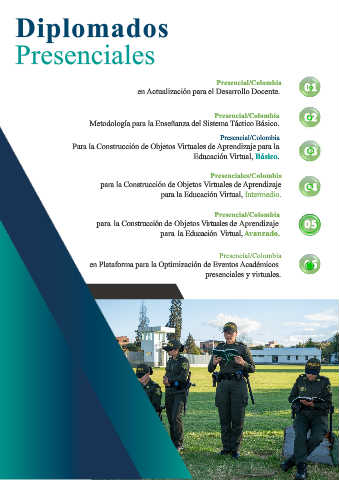 Diplomados
Presenciales
Presencial/Colombia
en Actualización para el Desarrollo Docente.
01
Presencial/Colombia
Metodología para la Enseñanza del Sistema Táctico Básico.
02
Presencial/Colombia
Para la Construcción de Objetos Virtuales de Aprendizaje para la
Educación Virtual, Básico.
Presenciales/Colombia
para la Construcción de Objetos Virtuales de Aprendizaje
para la Educación Virtual, Intermedio.
Presencial/Colombia
para la Construcción de Objetos Virtuales de Aprendizaje
para la Educación Virtual, Avanzado.
05
Presencial/Colombia
en Plataforma para la Optimización de Eventos Académicos
presenciales y virtuales.